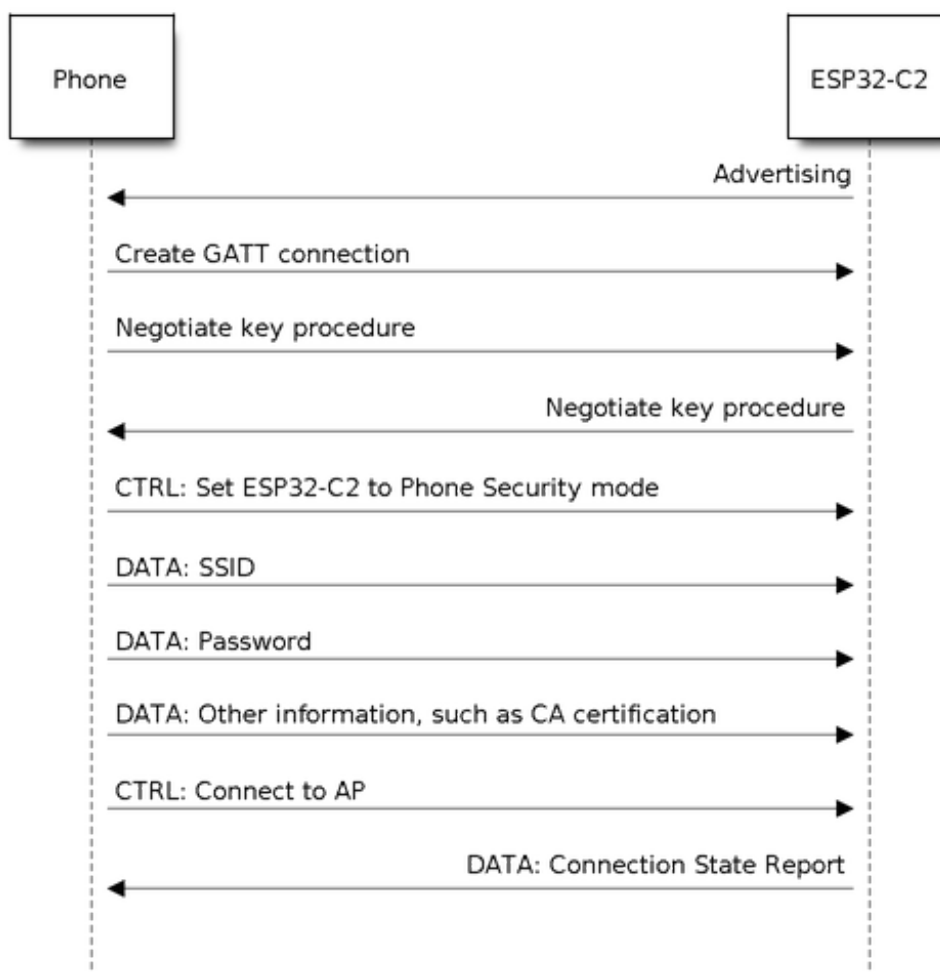 Phone
ESP32-C2
Advertising
Create GATT connection
Negotiate key procedure
Negotiate key procedure
CTRL: Set ESP32-C2 to Phone Security mode
DATA: SSID
DATA: Password
DATA: Other information, such as CA certification
CTRL: Connect to AP
DATA: Connection State Report